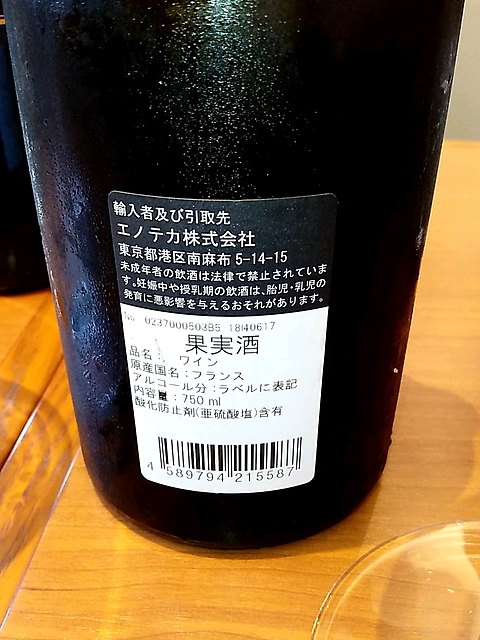 輸入者及び引取先
エノテカ株式会社
東京都港区南麻布 5-14-15
未成年者の飲酒は法律で禁止されていま
す。妊娠中や授乳期の飲酒は、胎児・乳児の
発育に悪影響を与えるおそれがあります。
No 0237000503B5 18I40617
果実酒
品名: ワイン
原産国名:フランス
アルコール分:ラベルに表記
内容量:750 ml
酸化防止剤(亜硫酸塩)含有
4 589794 215587